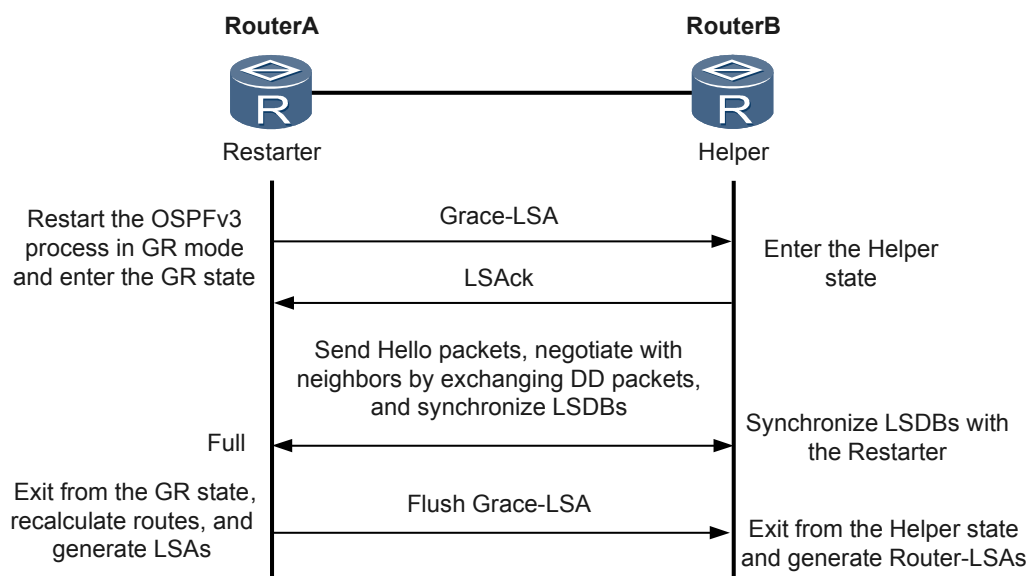 RouterA
RouterB
R
R
Restarter
Helper
Restart the OSPFv3
process in GR mode
and enter the GR state
Grace-LSA
Enter the Helper
state
LSAck
Send Hello packets, negotiate with
neighbors by exchanging DD packets,
and synchronize LSDBs
Full
Synchronize LSDBs with
the Restarter
Exit from the GR state,
recalculate routes, and
generate LSAs
Flush Grace-LSA
Exit from the Helper state
and generate Router-LSAs